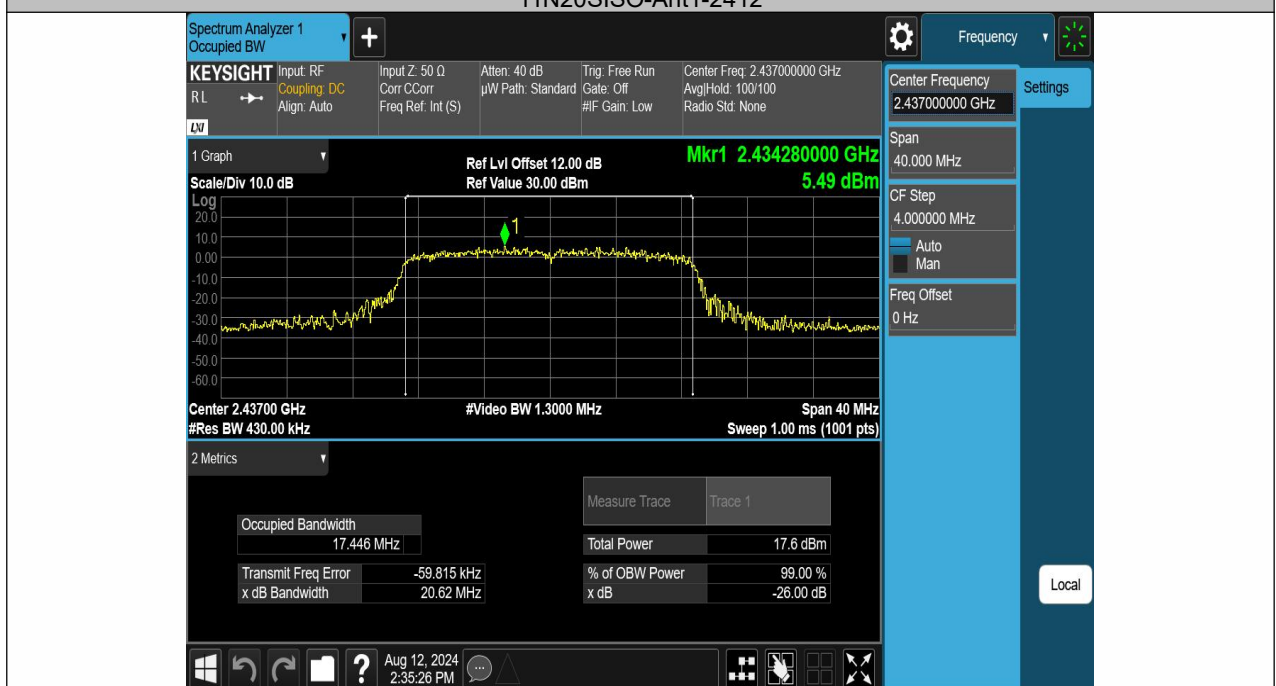 11N20SISO-Ant1-2412
Spectrum Analyzer 1
Occupied BW
Frequency
KEYSIGHT
RL
LXI
Input: RF
Coupling: DC
Align: Auto
Input Z: 50 Ω
Corr CCorr
Freq Ref: Int (S)
Atten: 40 dB
µW Path: Standard
Trig: Free Run
Gate: Off
#IF Gain: Low
Center Freq: 2.437000000 GHz
Avg|Hold: 100/100
Radio Std: None
Center Frequency
2.437000000 GHz
Settings
Span
40.000 MHz
CF Step
4.000000 MHz
Auto
Man
Freq Offset
0 Hz
Local
1 Graph
Scale/Div 10.0 dB
Ref Lvl Offset 12.00 dB
Ref Value 30.00 dBm
Mkr1 2.434280000 GHz
5.49 dBm
Log
20.0
10.0
0.00
-10.0
-20.0
-30.0
-40.0
-50.0
-60.0
1
Center 2.43700 GHz
#Video BW 1.3000 MHz
Span 40 MHz
#Res BW 430.00 kHz
Sweep 1.00 ms (1001 pts)
2 Metrics
Measure Trace
Trace 1
Occupied Bandwidth
17.446 MHz
Total Power
17.6 dBm
Transmit Freq Error
-59.815 kHz
% of OBW Power
99.00 %
x dB Bandwidth
20.62 MHz
x dB
-26.00 dB
Aug 12, 2024
2:35:26 PM